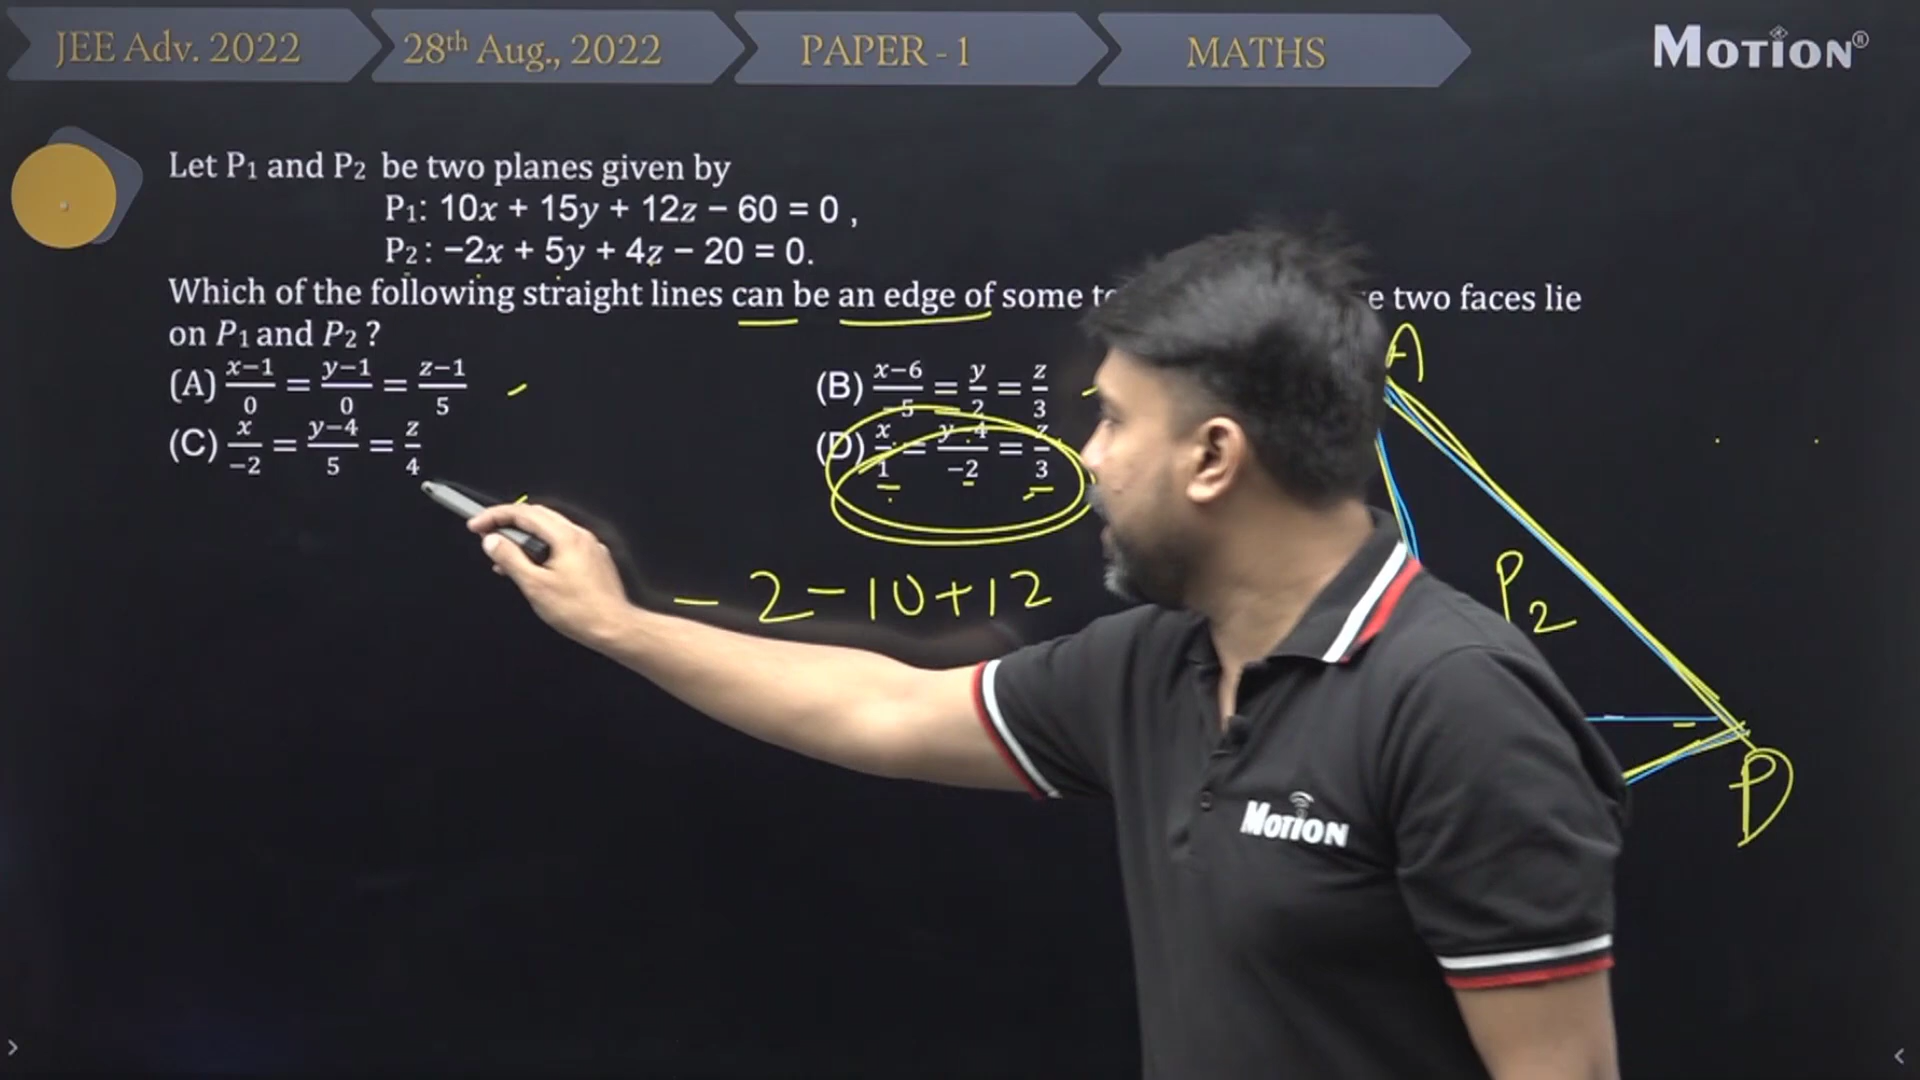 JEE Adv. 2022 28th Aug., 2022 PAPER - 1 MATHS MOTION®
Let P1 and P2 be two planes given by
P1: 10x + 15y + 12z − 60 = 0 ,
P2 : −2x + 5y + 4z − 20 = 0.
Which of the following straight lines can be an edge of some two faces lie
on P1 and P2 ?
(A) x−1/0 = y−1/0 = z−1/5 (B) x−6/−5 = y/2 = z/3
(C) x/−2 = y−4/5 = z/4 (D) x/1 = y−4/−2 = z/3
− 2 − 10 + 12
A
P2
D
MOTION